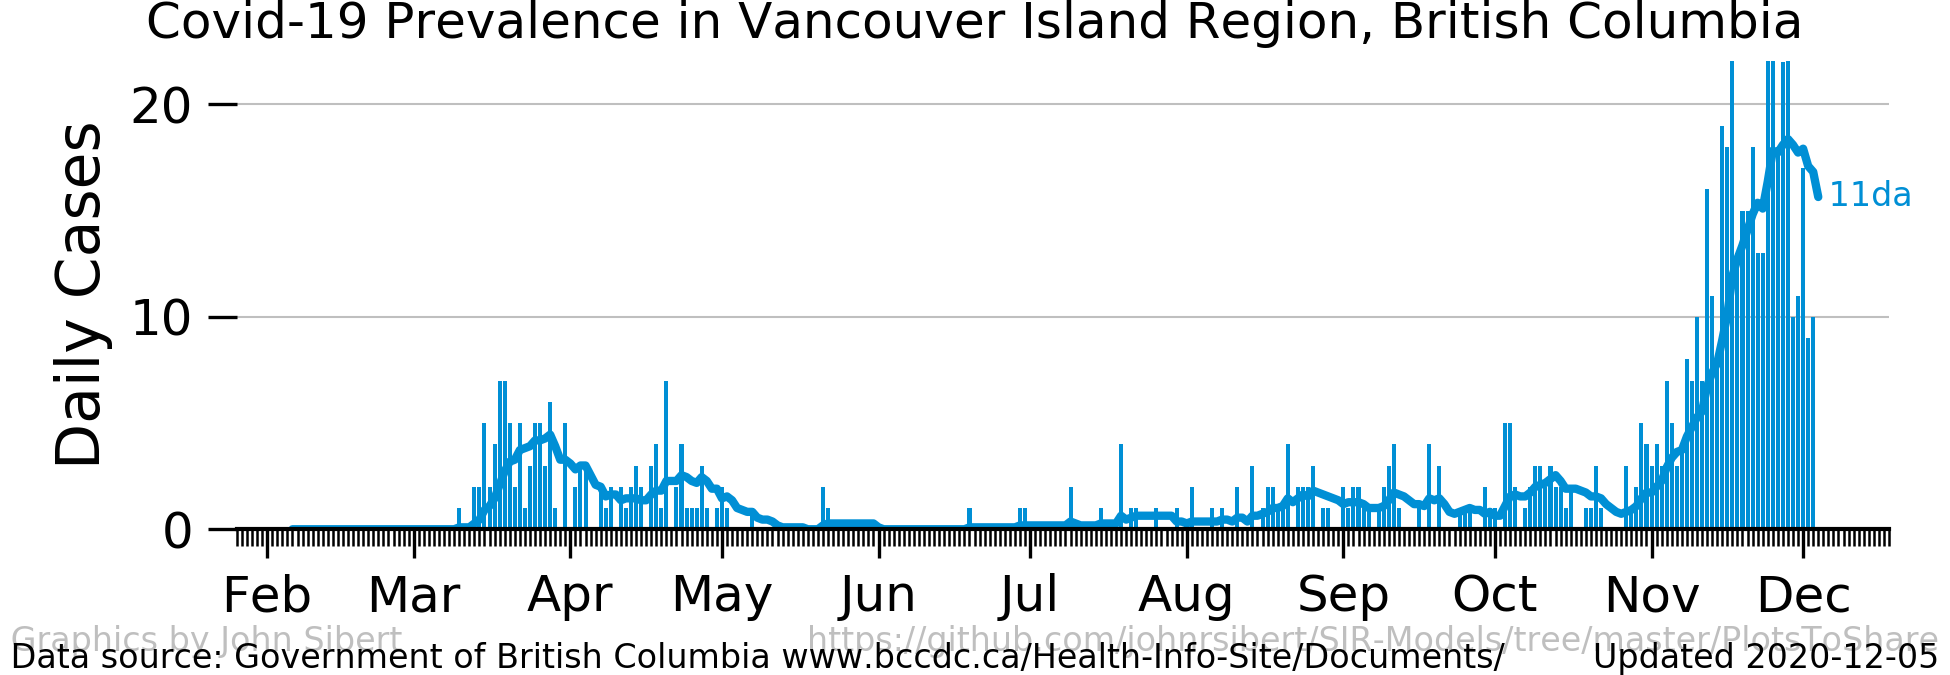 Covid-19 Prevalence in Vancouver Island Region, British Columbia
Daily Cases
20
10
0
11da
Feb Mar Apr May Jun Jul Aug Sep Oct Nov Dec
Graphics by John Sibert https://github.com/johnrsibert/SIR-Models/tree/master/PlotsToShare
Data source: Government of British Columbia www.bccdc.ca/Health-Info-Site/Documents/ Updated 2020-12-05